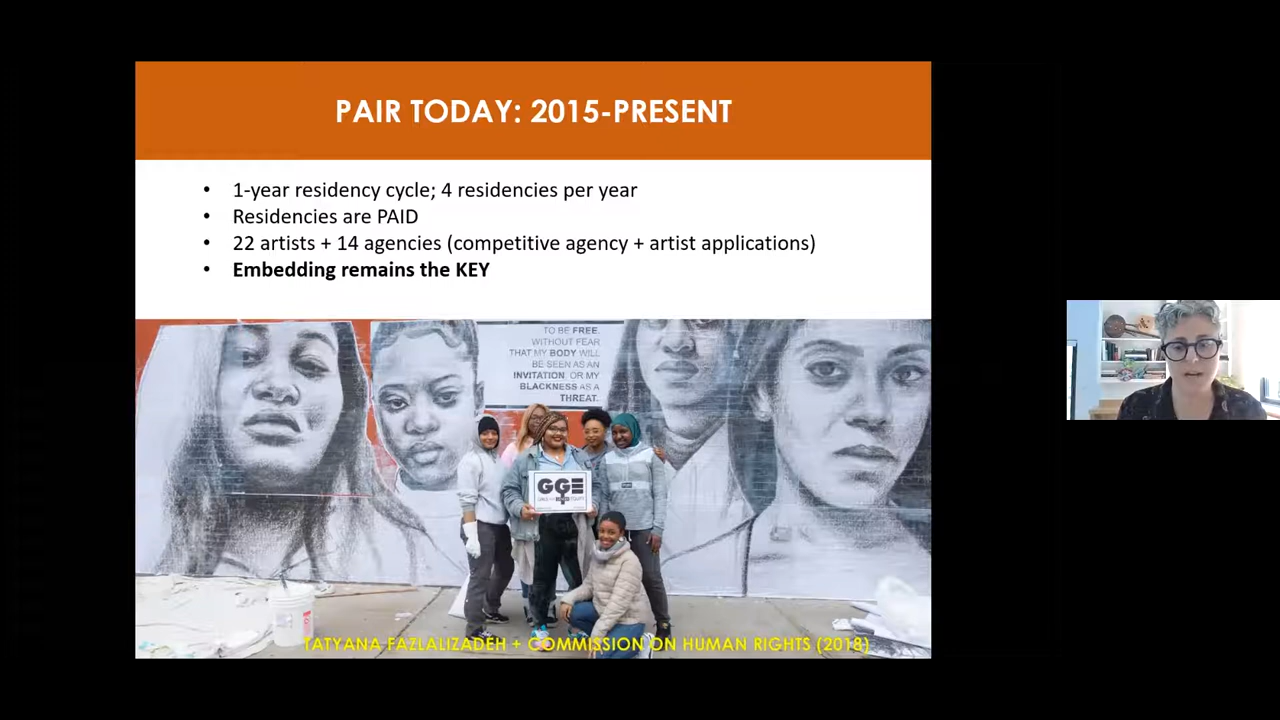 PAIR TODAY: 2015-PRESENT
• 1-year residency cycle; 4 residencies per year
• Residencies are PAID
• 22 artists + 14 agencies (competitive agency + artist applications)
• Embedding remains the KEY
TO BE FREE.
WITHOUT FEAR
THAT MY BODY WILL
BE SEEN AS AN
INVITATION. OR MY
BLACKNESS AS A
THREAT.
GGE
TATYANA FAZLALIZADEH + COMMISSION ON HUMAN RIGHTS (2018)